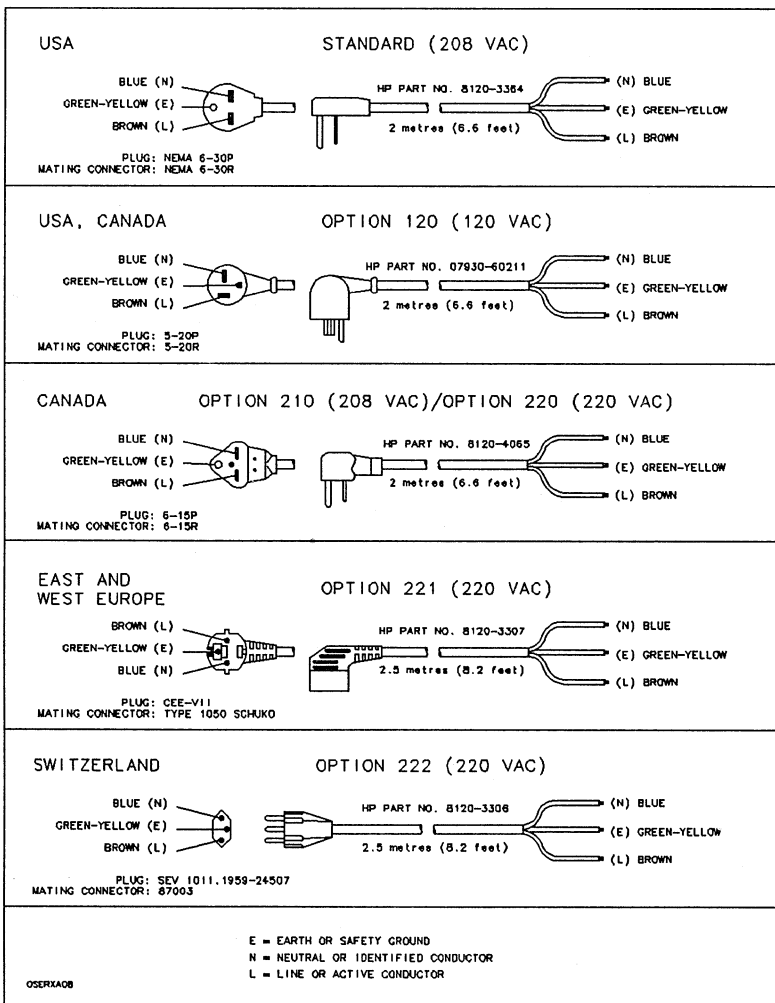 USA STANDARD (208 VAC)
BLUE (N)
GREEN-YELLOW (E)
BROWN (L)
HP PART NO. 8120-3364
2 metres (6.6 feet)
(N) BLUE
(E) GREEN-YELLOW
(L) BROWN
PLUG: NEMA 6-30P
MATING CONNECTOR: NEMA 6-30R
USA, CANADA OPTION 120 (120 VAC)
BLUE (N)
GREEN-YELLOW (E)
BROWN (L)
HP PART NO. 07930-60211
2 metres (6.6 feet)
(N) BLUE
(E) GREEN-YELLOW
(L) BROWN
PLUG: 5-20P
MATING CONNECTOR: 5-20R
CANADA OPTION 210 (208 VAC)/OPTION 220 (220 VAC)
BLUE (N)
GREEN-YELLOW (E)
BROWN (L)
HP PART NO. 8120-4065
2 metres (6.6 feet)
(N) BLUE
(E) GREEN-YELLOW
(L) BROWN
PLUG: 6-15P
MATING CONNECTOR: 6-15R
EAST AND
WEST EUROPE
OPTION 221 (220 VAC)
BROWN (L)
GREEN-YELLOW (E)
BLUE (N)
HP PART NO. 8120-3307
2.5 metres (8.2 feet)
(N) BLUE
(E) GREEN-YELLOW
(L) BROWN
PLUG: CEE-VII
MATING CONNECTOR: TYPE 1050 SCHUKO
SWITZERLAND OPTION 222 (220 VAC)
BLUE (N)
GREEN-YELLOW (E)
BROWN (L)
HP PART NO. 8120-3306
2.5 metres (8.2 feet)
(N) BLUE
(E) GREEN-YELLOW
(L) BROWN
PLUG: SEV 1011.1959-24507
MATING CONNECTOR: 87003
E = EARTH OR SAFETY GROUND
N = NEUTRAL OR IDENTIFIED CONDUCTOR
L = LINE OR ACTIVE CONDUCTOR
OSERXA08